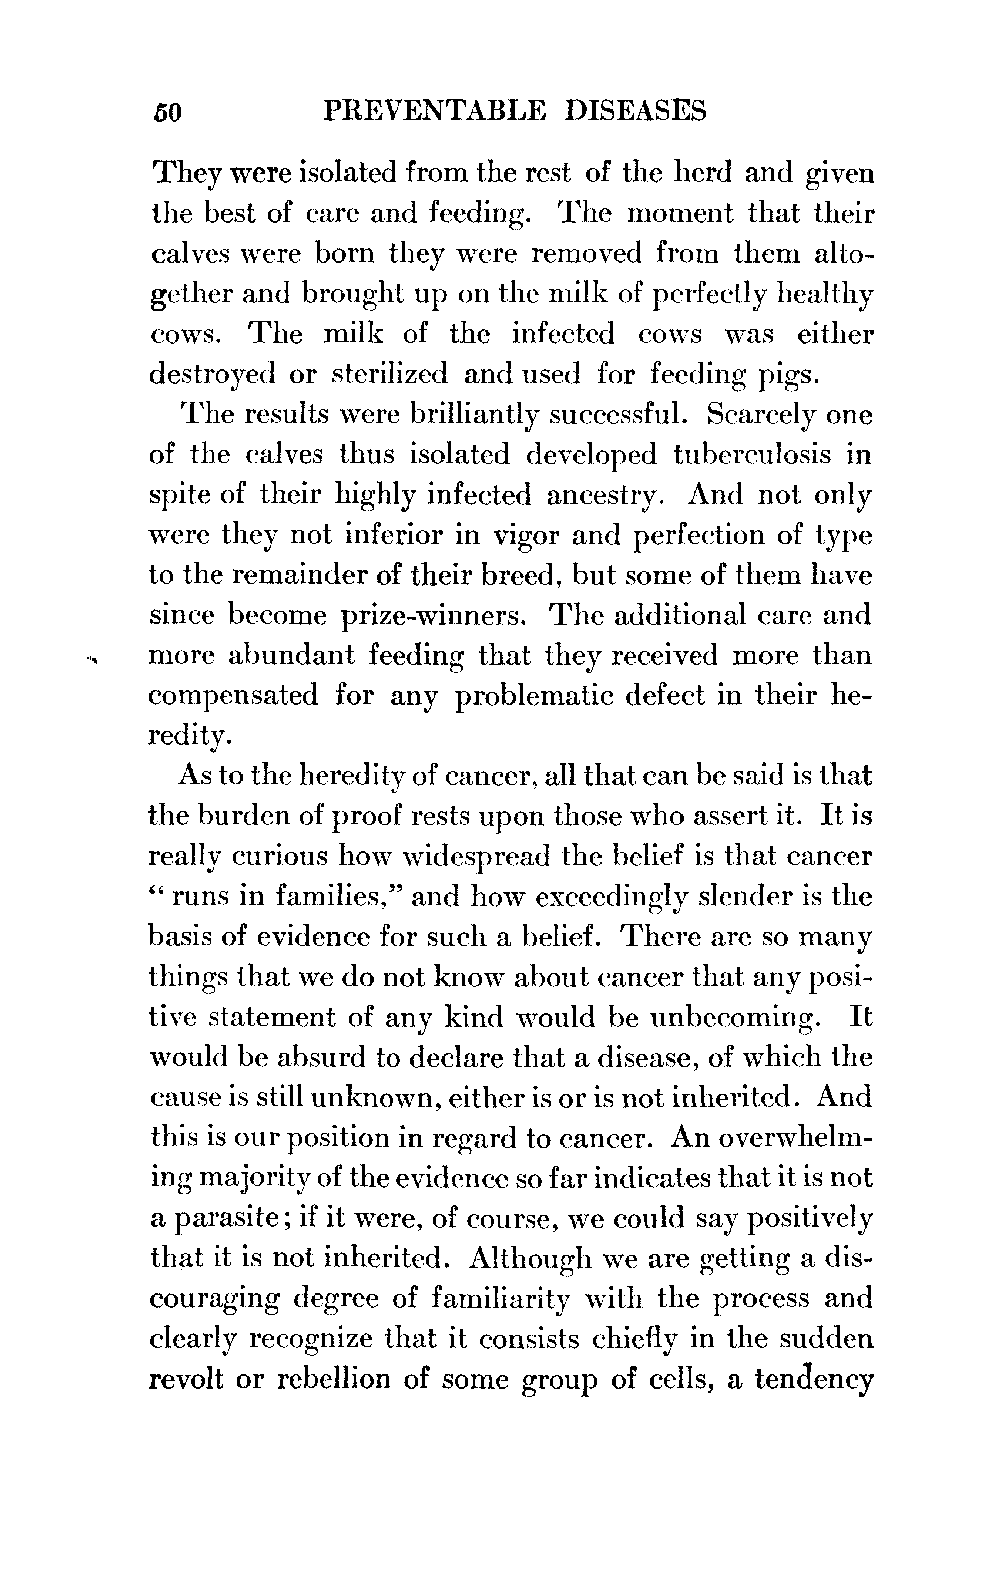 50 PREVENTABLE DISEASES
They were isolated from the rest of the herd and given
the best of care and feeding. The moment that their
calves were born they were removed from them alto-
gether and brought up on the milk of perfectly healthy
cows. The milk of the infected cows was either
destroyed or sterilized and used for feeding pigs.
The results were brilliantly successful. Scarcely one
of the calves thus isolated developed tuberculosis in
spite of their highly infected ancestry. And not only
were they not inferior in vigor and perfection of type
to the remainder of their breed, but some of them have
since become prize-winners. The additional care and
more abundant feeding that they received more than
compensated for any problematic defect in their he-
redity.
As to the heredity of cancer, all that can be said is that
the burden of proof rests upon those who assert it. It is
really curious how widespread the belief is that cancer
“ runs in families,” and how exceedingly slender is the
basis of evidence for such a belief. There are so many
things that we do not know about cancer that any posi-
tive statement of any kind would be unbecoming. It
would be absurd to declare that a disease, of which the
cause is still unknown, either is or is not inherited. And
this is our position in regard to cancer. An overwhelm-
ing majority of the evidence so far indicates that it is not
a parasite; if it were, of course, we could say positively
that it is not inherited. Although we are getting a dis-
couraging degree of familiarity with the process and
clearly recognize that it consists chiefly in the sudden
revolt or rebellion of some group of cells, a tendency